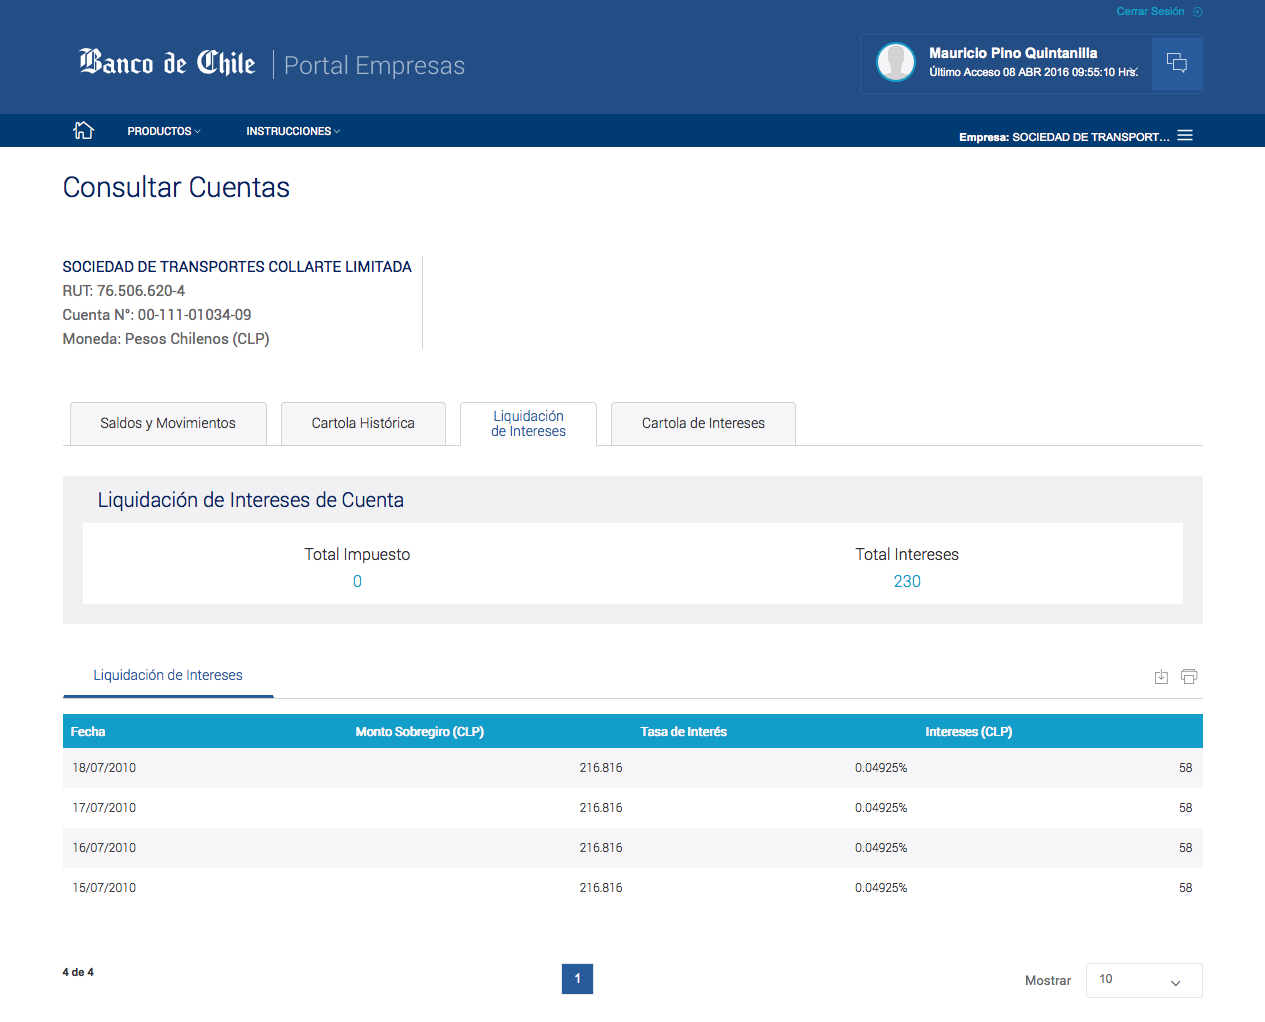 Cerrar Sesión
Banco de Chile | Portal Empresas
Mauricio Pino Quintanilla
Último Acceso 08 ABR 2016 09:55:10 Hrs.
PRODUCTOS
INSTRUCCIONES
Empresa: SOCIEDAD DE TRANSPORT...
Consultar Cuentas
SOCIEDAD DE TRANSPORTES COLLARTE LIMITADA
RUT: 76.506.620-4
Cuenta N°: 00-111-01034-09
Moneda: Pesos Chilenos (CLP)
Saldos y Movimientos
Cartola Histórica
Liquidación
de Intereses
Cartola de Intereses
Liquidación de Intereses de Cuenta
Total Impuesto
0
Total Intereses
230
Liquidación de Intereses
Fecha Monto Sobregiro (CLP) Tasa de Interés Intereses (CLP)
18/07/2010 216.816 0.04925% 58
17/07/2010 216.816 0.04925% 58
16/07/2010 216.816 0.04925% 58
15/07/2010 216.816 0.04925% 58
4 de 4
1
Mostrar 10